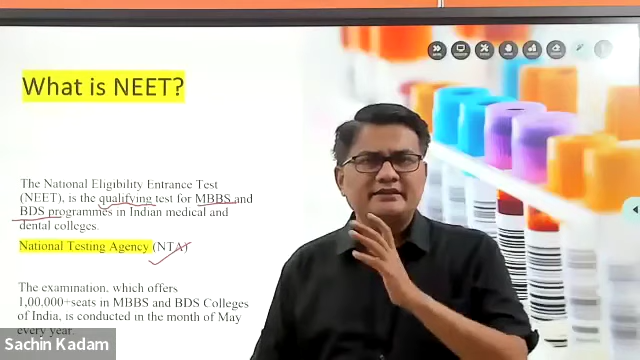 What is NEET?
The National Eligibility Entrance Test
(NEET), is the qualifying test for MBBS and
BDS programmes in Indian medical and
dental colleges.
National Testing Agency (NTA)
The examination, which offers
1,00,000+seats in MBBS and BDS Colleges
of India, is conducted in the month of May
every year.
Sachin Kadam